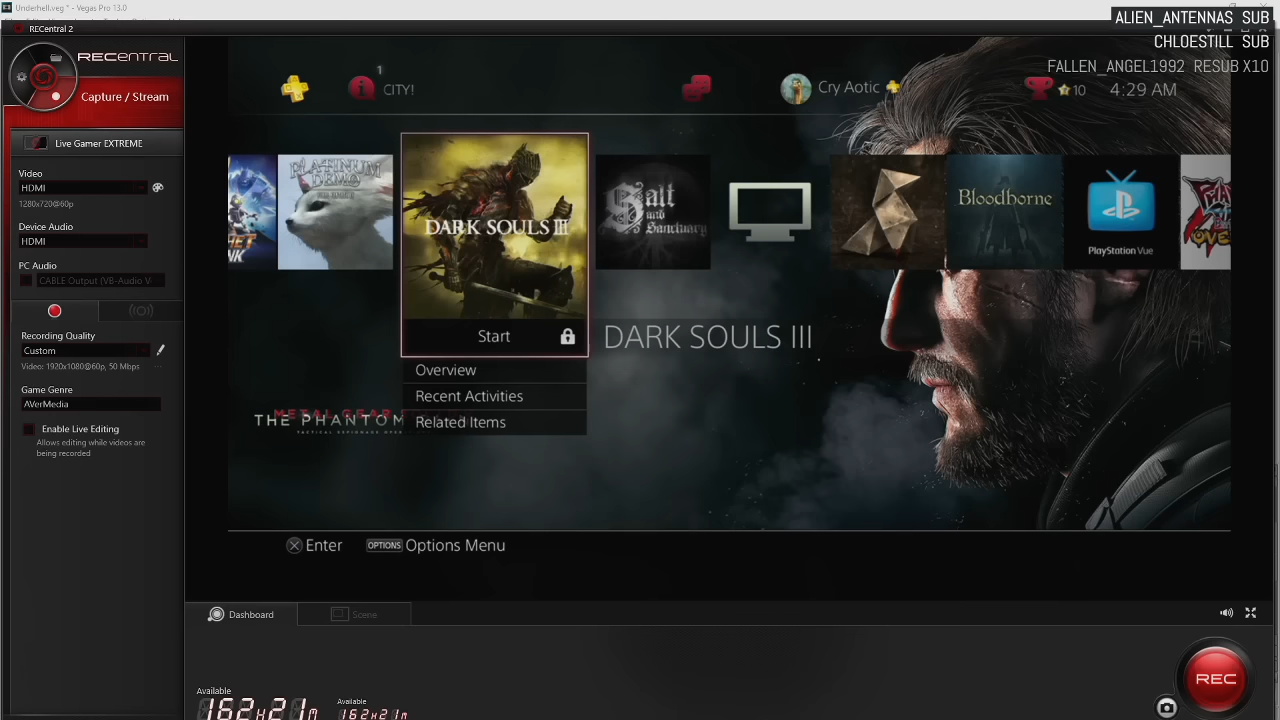 Underhell.veg * - Vegas Pro 13.0
ALIEN_ANTENNAS SUB
RECentral 2
CHLOESTILL SUB
FALLEN_ANGEL1992 RESUB X10
RECENTRAL
Capture / Stream
Live Gamer EXTREME
Video
HDMI
1280x720@60p
Device Audio
HDMI
PC Audio
CABLE Output (VB-Audio V
Recording Quality
Custom
Video: 1920x1080@60p, 50 Mbps
Game Genre
AVerMedia
Enable Live Editing
Allows editing while videos are
being recorded
1
CITY!
Cry Aotic
10
4:29 AM
PLATINUM
DEMO
DARK SOULS III
Salt
and
Sanctuary
Bloodborne
PlayStation Vue
Start
DARK SOULS III
Overview
Recent Activities
Related Items
METAL GEAR
THE PHANTOM
Enter
OPTIONS
Options Menu
Dashboard
Scene
REC
Available
162h21m
Available
162h21m